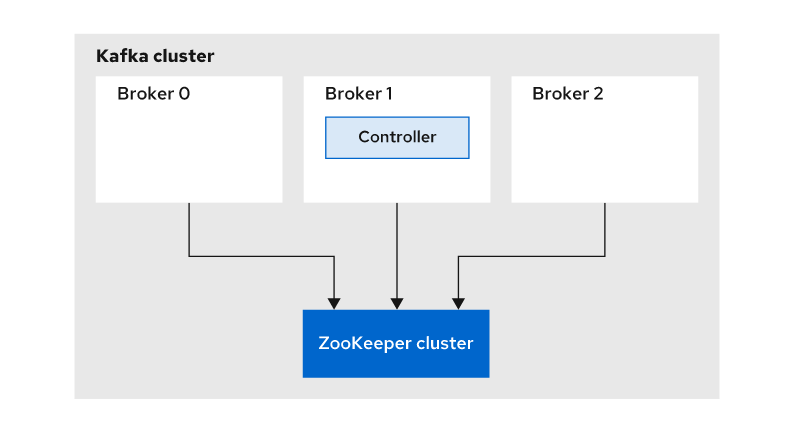 Kafka cluster
Broker 0
Broker 1
Broker 2
Controller
ZooKeeper cluster